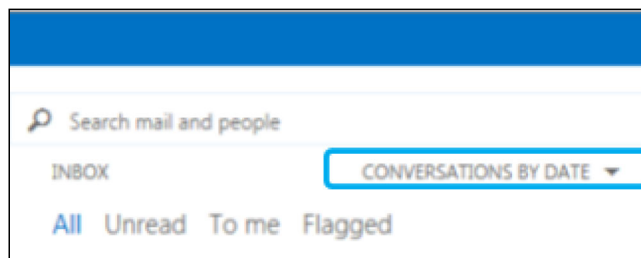 Search mail and people
INBOX CONVERSATIONS BY DATE
All Unread To me Flagged